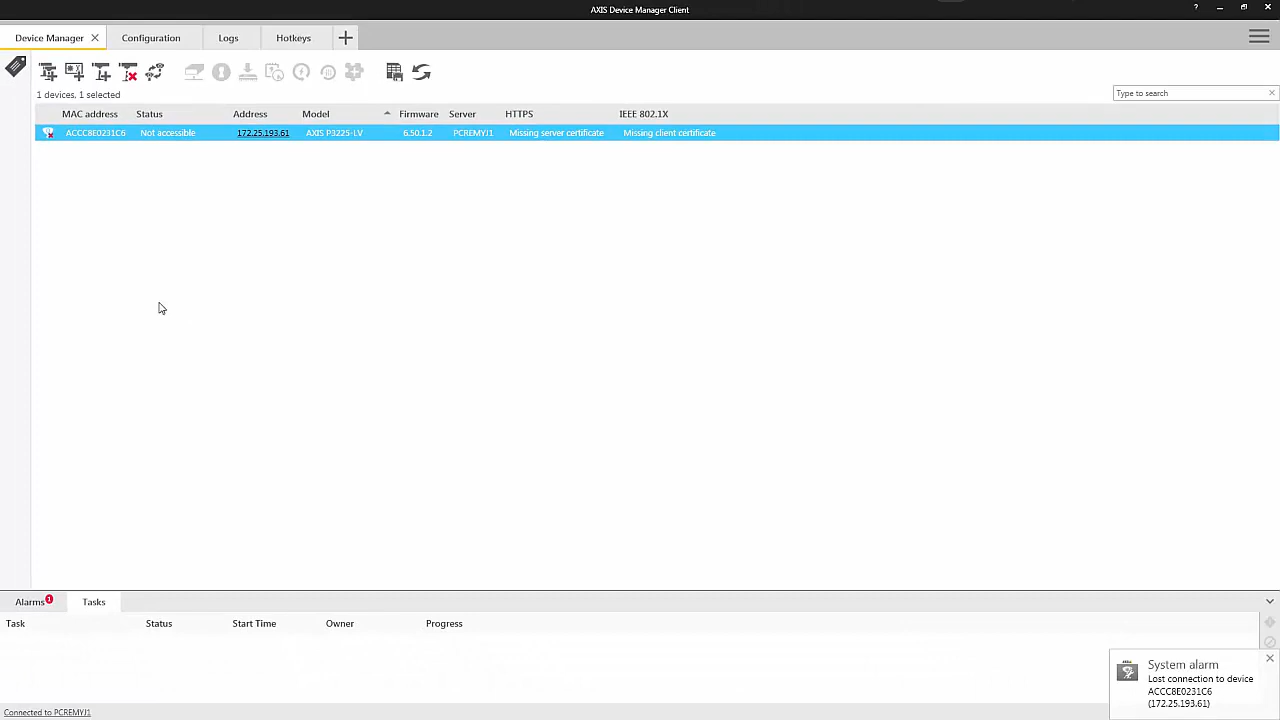 AXIS Device Manager Client
?
Device Manager
Configuration
Logs
Hotkeys
1 devices, 1 selected
Type to search
MAC address Status Address Model Firmware Server HTTPS IEEE 802.1X
ACCC8E0231C6 Not accessible 172.25.193.61 AXIS P3225-LV 6.50.1.2 PCREMYJ1 Missing server certificate Missing client certificate
Alarms 1 Tasks
Task Status Start Time Owner Progress
System alarm
Lost connection to device
ACCC8E0231C6
(172.25.193.61)
Connected to PCREMYJ1